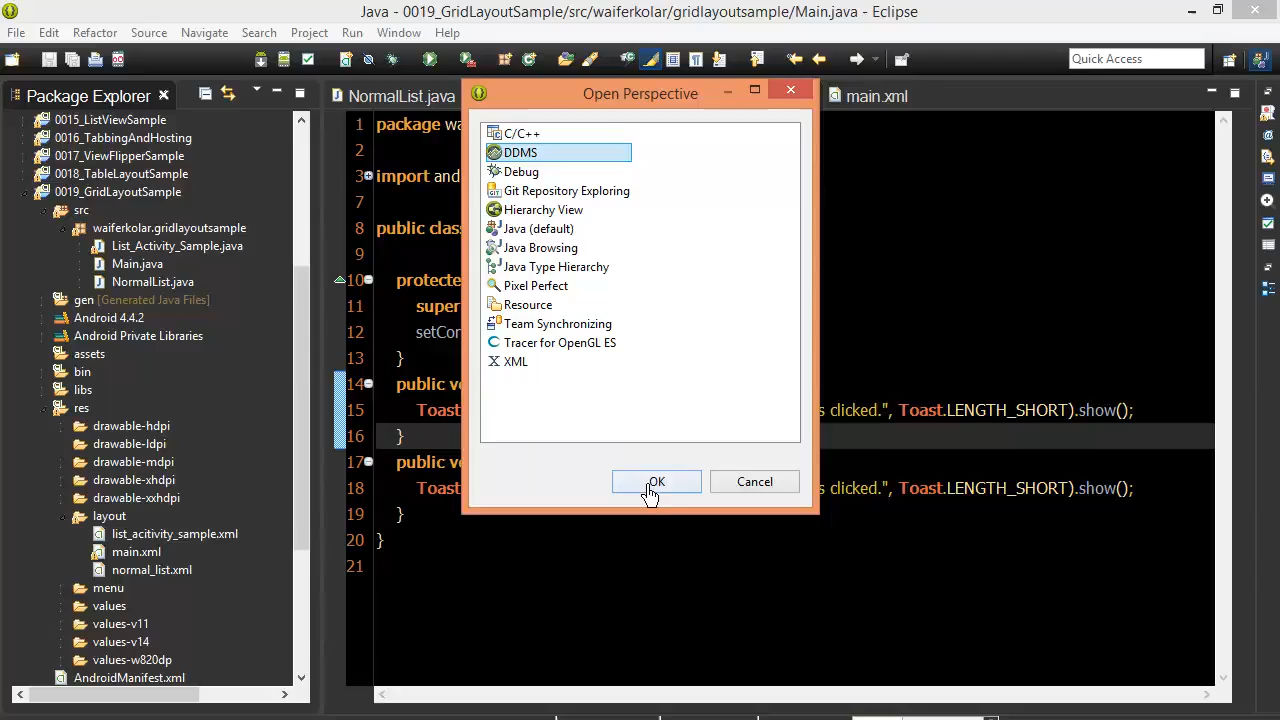 Java - 0019_GridLayoutSample/src/waiferkolar/gridlayoutsample/Main.java - Eclipse
File Edit Refactor Source Navigate Search Project Run Window Help
Quick Access
Package Explorer
0015_ListViewSample
0016_TabbingAndHosting
0017_ViewFlipperSample
0018_TableLayoutSample
0019_GridLayoutSample
src
waiferkolar.gridlayoutsample
List_Activity_Sample.java
Main.java
NormalList.java
gen [Generated Java Files]
Android 4.4.2
Android Private Libraries
assets
bin
libs
res
drawable-hdpi
drawable-ldpi
drawable-mdpi
drawable-xhdpi
drawable-xxhdpi
layout
list_acitivity_sample.xml
main.xml
normal_list.xml
menu
values
values-v11
values-v14
values-w820dp
AndroidManifest.xml
NormalList.java
main.xml
1 package wa
2
3 import and
7
8 public clas
9
10 protecte
11 super
12 setCor
13 }
14 public v
15 Toast s clicked.", Toast.LENGTH_SHORT).show();
16 }
17 public v
18 Toast s clicked.", Toast.LENGTH_SHORT).show();
19 }
20 }
21
Open Perspective
C/C++
DDMS
Debug
Git Repository Exploring
Hierarchy View
Java (default)
Java Browsing
Java Type Hierarchy
Pixel Perfect
Resource
Team Synchronizing
Tracer for OpenGL ES
XML
OK
Cancel